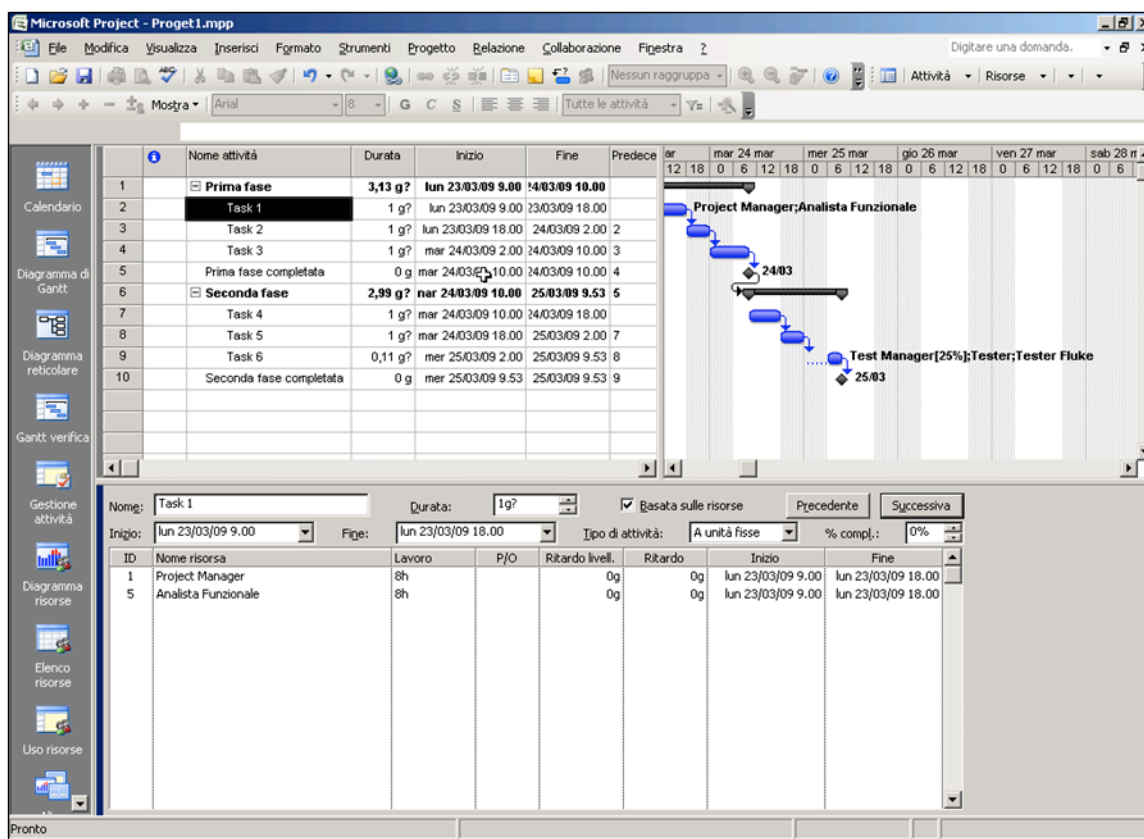 Microsoft Project - Proget1.mpp
File Modifica Visualizza Inserisci Formato Strumenti Progetto Relazione Collaborazione Finestra ? Digitare una domanda.
Nessun raggruppa Attività Risorse
Mostra Arial 8 G C S Tutte le attività
Nome attività Durata Inizio Fine Predece ar mar 24 mar mer 25 mar gio 26 mar ven 27 mar sab 28 m
12 18 0 6 12 18 0 6 12 18 0 6 12 18 0 6 12 18 0 6
1 Prima fase 3,13 g? lun 23/03/09 9.00 24/03/09 10.00
2 Task 1 1 g? lun 23/03/09 9.00 23/03/09 18.00 Project Manager;Analista Funzionale
3 Task 2 1 g? lun 23/03/09 18.00 24/03/09 2.00 2
4 Task 3 1 g? mar 24/03/09 2.00 24/03/09 10.00 3
5 Prima fase completata 0 g mar 24/03/09 10.00 24/03/09 10.00 4 24/03
6 Seconda fase 2,99 g? mar 24/03/09 10.00 25/03/09 9.53 5
7 Task 4 1 g? mar 24/03/09 10.00 24/03/09 18.00
8 Task 5 1 g? mar 24/03/09 18.00 25/03/09 2.00 7
9 Task 6 0,11 g? mer 25/03/09 2.00 25/03/09 9.53 8 Test Manager[25%];Tester;Tester Fluke
10 Seconda fase completata 0 g mer 25/03/09 9.53 25/03/09 9.53 9 25/03
Calendario
Diagramma di
Gantt
Diagramma
reticolare
Gantt verifica
Gestione
attività
Diagramma
risorse
Elenco
risorse
Uso risorse
Nome: Task 1 Durata: 1g? Basata sulle risorse Precedente Successiva
Inizio: lun 23/03/09 9.00 Fine: lun 23/03/09 18.00 Tipo di attività: A unità fisse % compl.: 0%
ID Nome risorsa Lavoro P/O Ritardo livell. Ritardo Inizio Fine
1 Project Manager 8h 0g 0g lun 23/03/09 9.00 lun 23/03/09 18.00
5 Analista Funzionale 8h 0g 0g lun 23/03/09 9.00 lun 23/03/09 18.00
Pronto